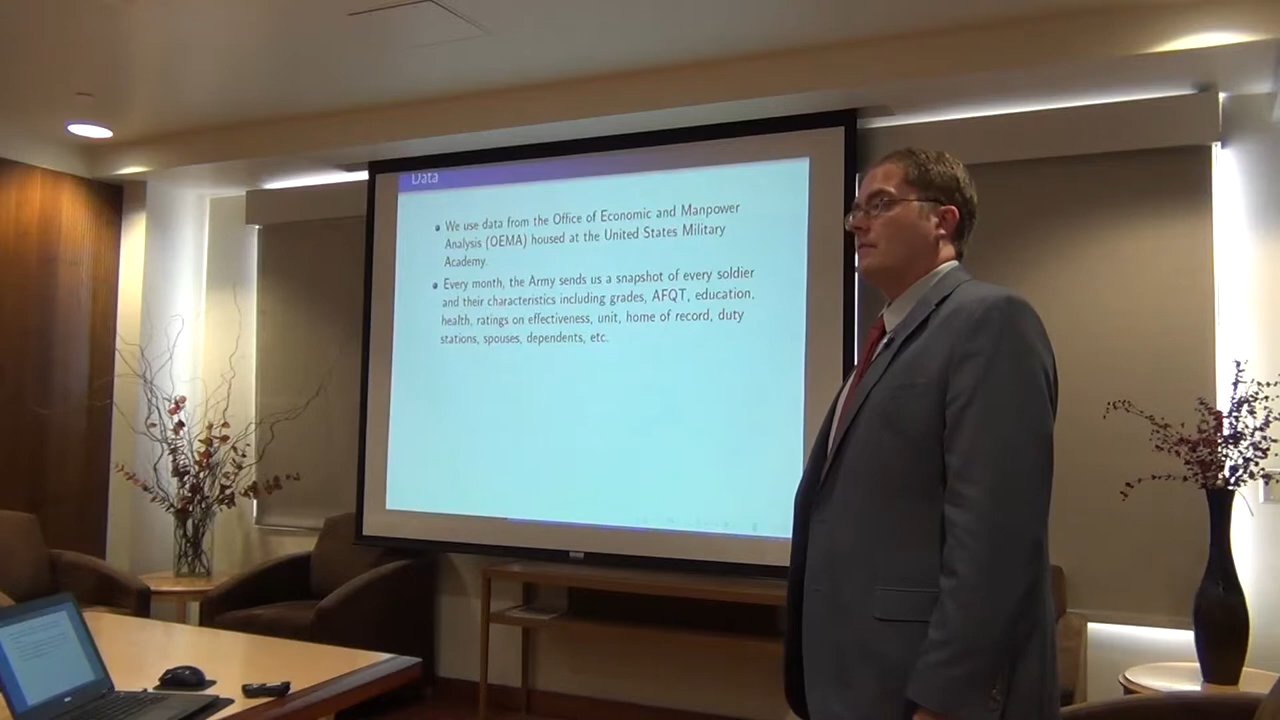 Data
We use data from the Office of Economic and Manpower
Analysis (OEMA) housed at the United States Military
Academy.
Every month, the Army sends us a snapshot of every soldier
and their characteristics including grades, AFQT, education,
health, ratings on effectiveness, unit, home of record, duty
stations, spouses, dependents, etc.